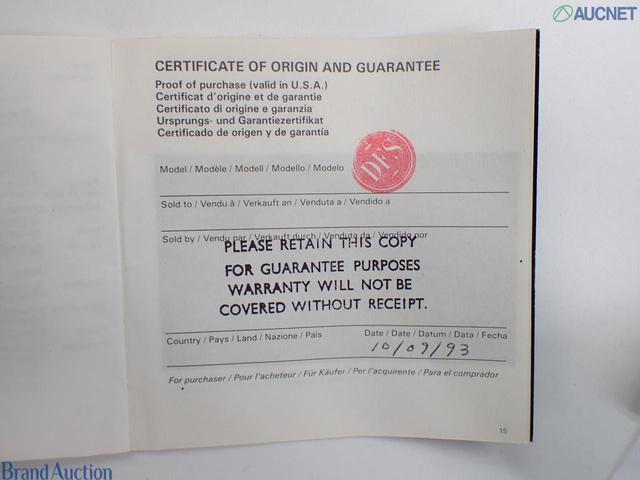 AUCNET
CERTIFICATE OF ORIGIN AND GUARANTEE
Proof of purchase (valid in U.S.A.)
Certificat d'origine et de garantie
Certificato di origine e garanzia
Ursprungs- und Garantiezertifikat
Certificado de origen y de garantía
DFS
Model / Modèle / Modell / Modello / Modelo
Sold to / Vendu à / Verkauft an / Venduta a / Vendido a
Sold by / Vendu par / Verkauft durch / Venduta da / Vendido por
PLEASE RETAIN THIS COPY
FOR GUARANTEE PURPOSES
WARRANTY WILL NOT BE
COVERED WITHOUT RECEIPT.
Country / Pays / Land / Nazione / Pais
Date / Date / Datum / Data / Fecha
10/09/93
For purchaser / Pour l'acheteur / Für Käufer / Per l'acquirente / Para el comprador
15
Brand Auction